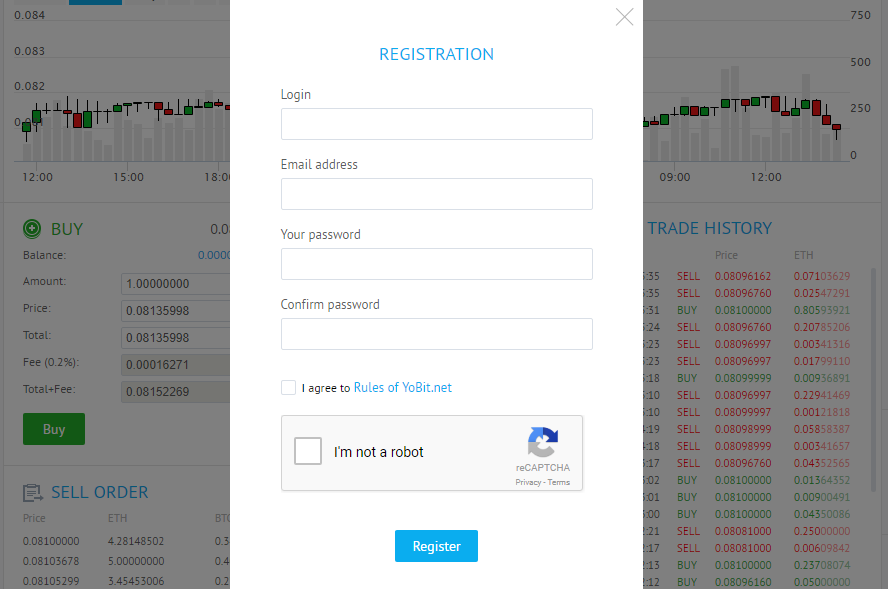 0.084
0.083
0.082
12:00 15:00 18:0
BUY 0.0
Balance: 0.0000
Amount: 1.00000000
Price: 0.08135998
Total: 0.08135998
Fee (0.2%): 0.00016271
Total+Fee: 0.08152269
Buy
SELL ORDER
Price ETH BTC
0.08100000 4.28148502 0.3
0.08103678 5.00000000 0.4
0.08105299 3.45453006 0.2
REGISTRATION
Login
Email address
Your password
Confirm password
I agree to Rules of YoBit.net
I'm not a robot
reCAPTCHA
Privacy - Terms
Register
750
500
250
0
09:00 12:00
TRADE HISTORY
Price ETH
:35 SELL 0.08096162 0.07103629
:35 SELL 0.08096760 0.02547291
:31 BUY 0.08100000 0.80593921
:24 SELL 0.08096760 0.20785206
:23 SELL 0.08096997 0.00341316
:23 SELL 0.08096997 0.01799110
:18 BUY 0.08099999 0.00936891
:10 SELL 0.08096997 0.22941469
:10 SELL 0.08099999 0.00121818
:19 SELL 0.08098999 0.05858387
:18 SELL 0.08098999 0.00341657
:17 SELL 0.08096760 0.04352565
:02 BUY 0.08100000 0.01364352
:01 BUY 0.08100000 0.00900491
:00 BUY 0.08100000 0.04350086
:21 SELL 0.08081000 0.25000000
:17 SELL 0.08081000 0.00609842
:13 BUY 0.08100000 0.23708074
:12 BUY 0.08096160 0.05000000